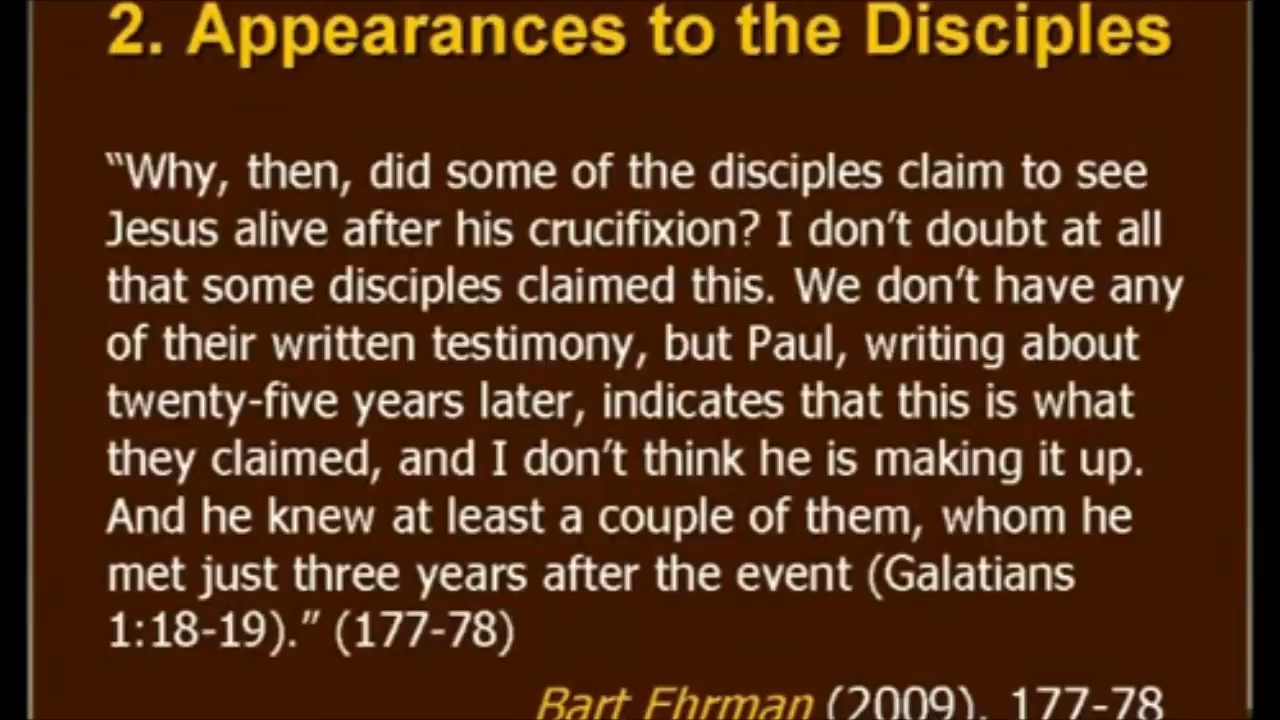 2. Appearances to the Disciples
“Why, then, did some of the disciples claim to see
Jesus alive after his crucifixion? I don’t doubt at all
that some disciples claimed this. We don’t have any
of their written testimony, but Paul, writing about
twenty-five years later, indicates that this is what
they claimed, and I don’t think he is making it up.
And he knew at least a couple of them, whom he
met just three years after the event (Galatians
1:18-19).” (177-78)
Bart Ehrman (2009), 177-78